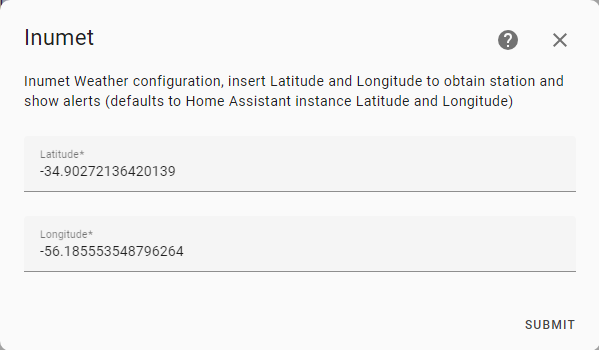 Inumet
Inumet Weather configuration, insert Latitude and Longitude to obtain station and
show alerts (defaults to Home Assistant instance Latitude and Longitude)
Latitude*
-34.90272136420139
Longitude*
-56.185553548796264
SUBMIT